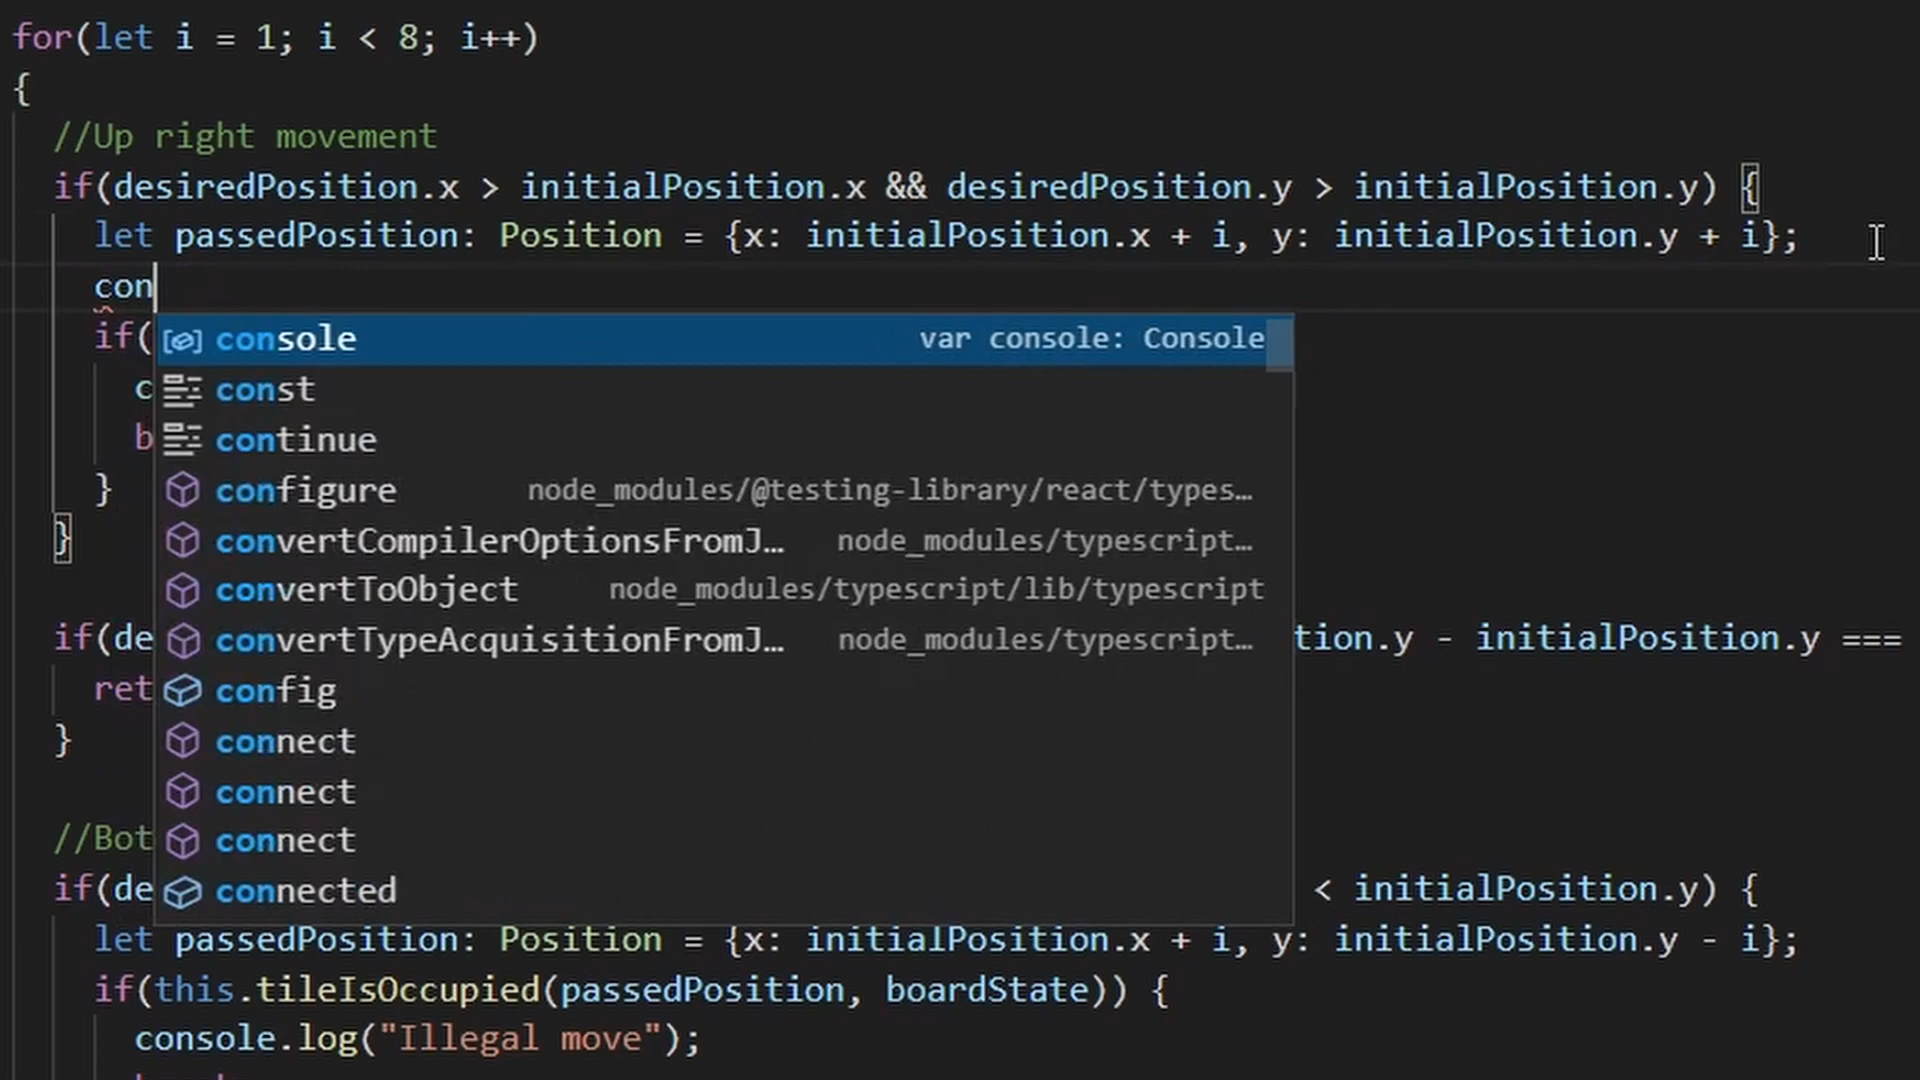 for(let i = 1; i < 8; i++)
{
//Up right movement
if(desiredPosition.x > initialPosition.x && desiredPosition.y > initialPosition.y) {
let passedPosition: Position = {x: initialPosition.x + i, y: initialPosition.y + i};
con
if(
console var console: Console
c
const
b
continue
}
configure node_modules/@testing-library/react/types…
}
convertCompilerOptionsFromJ… node_modules/typescript…
convertToObject node_modules/typescript/lib/typescript
if(de
convertTypeAcquisitionFromJ… node_modules/typescript…
tion.y - initialPosition.y ===
ret
config
}
connect
connect
//Bot
connect
if(de
connected
< initialPosition.y) {
let passedPosition: Position = {x: initialPosition.x + i, y: initialPosition.y - i};
if(this.tileIsOccupied(passedPosition, boardState)) {
console.log("Illegal move");